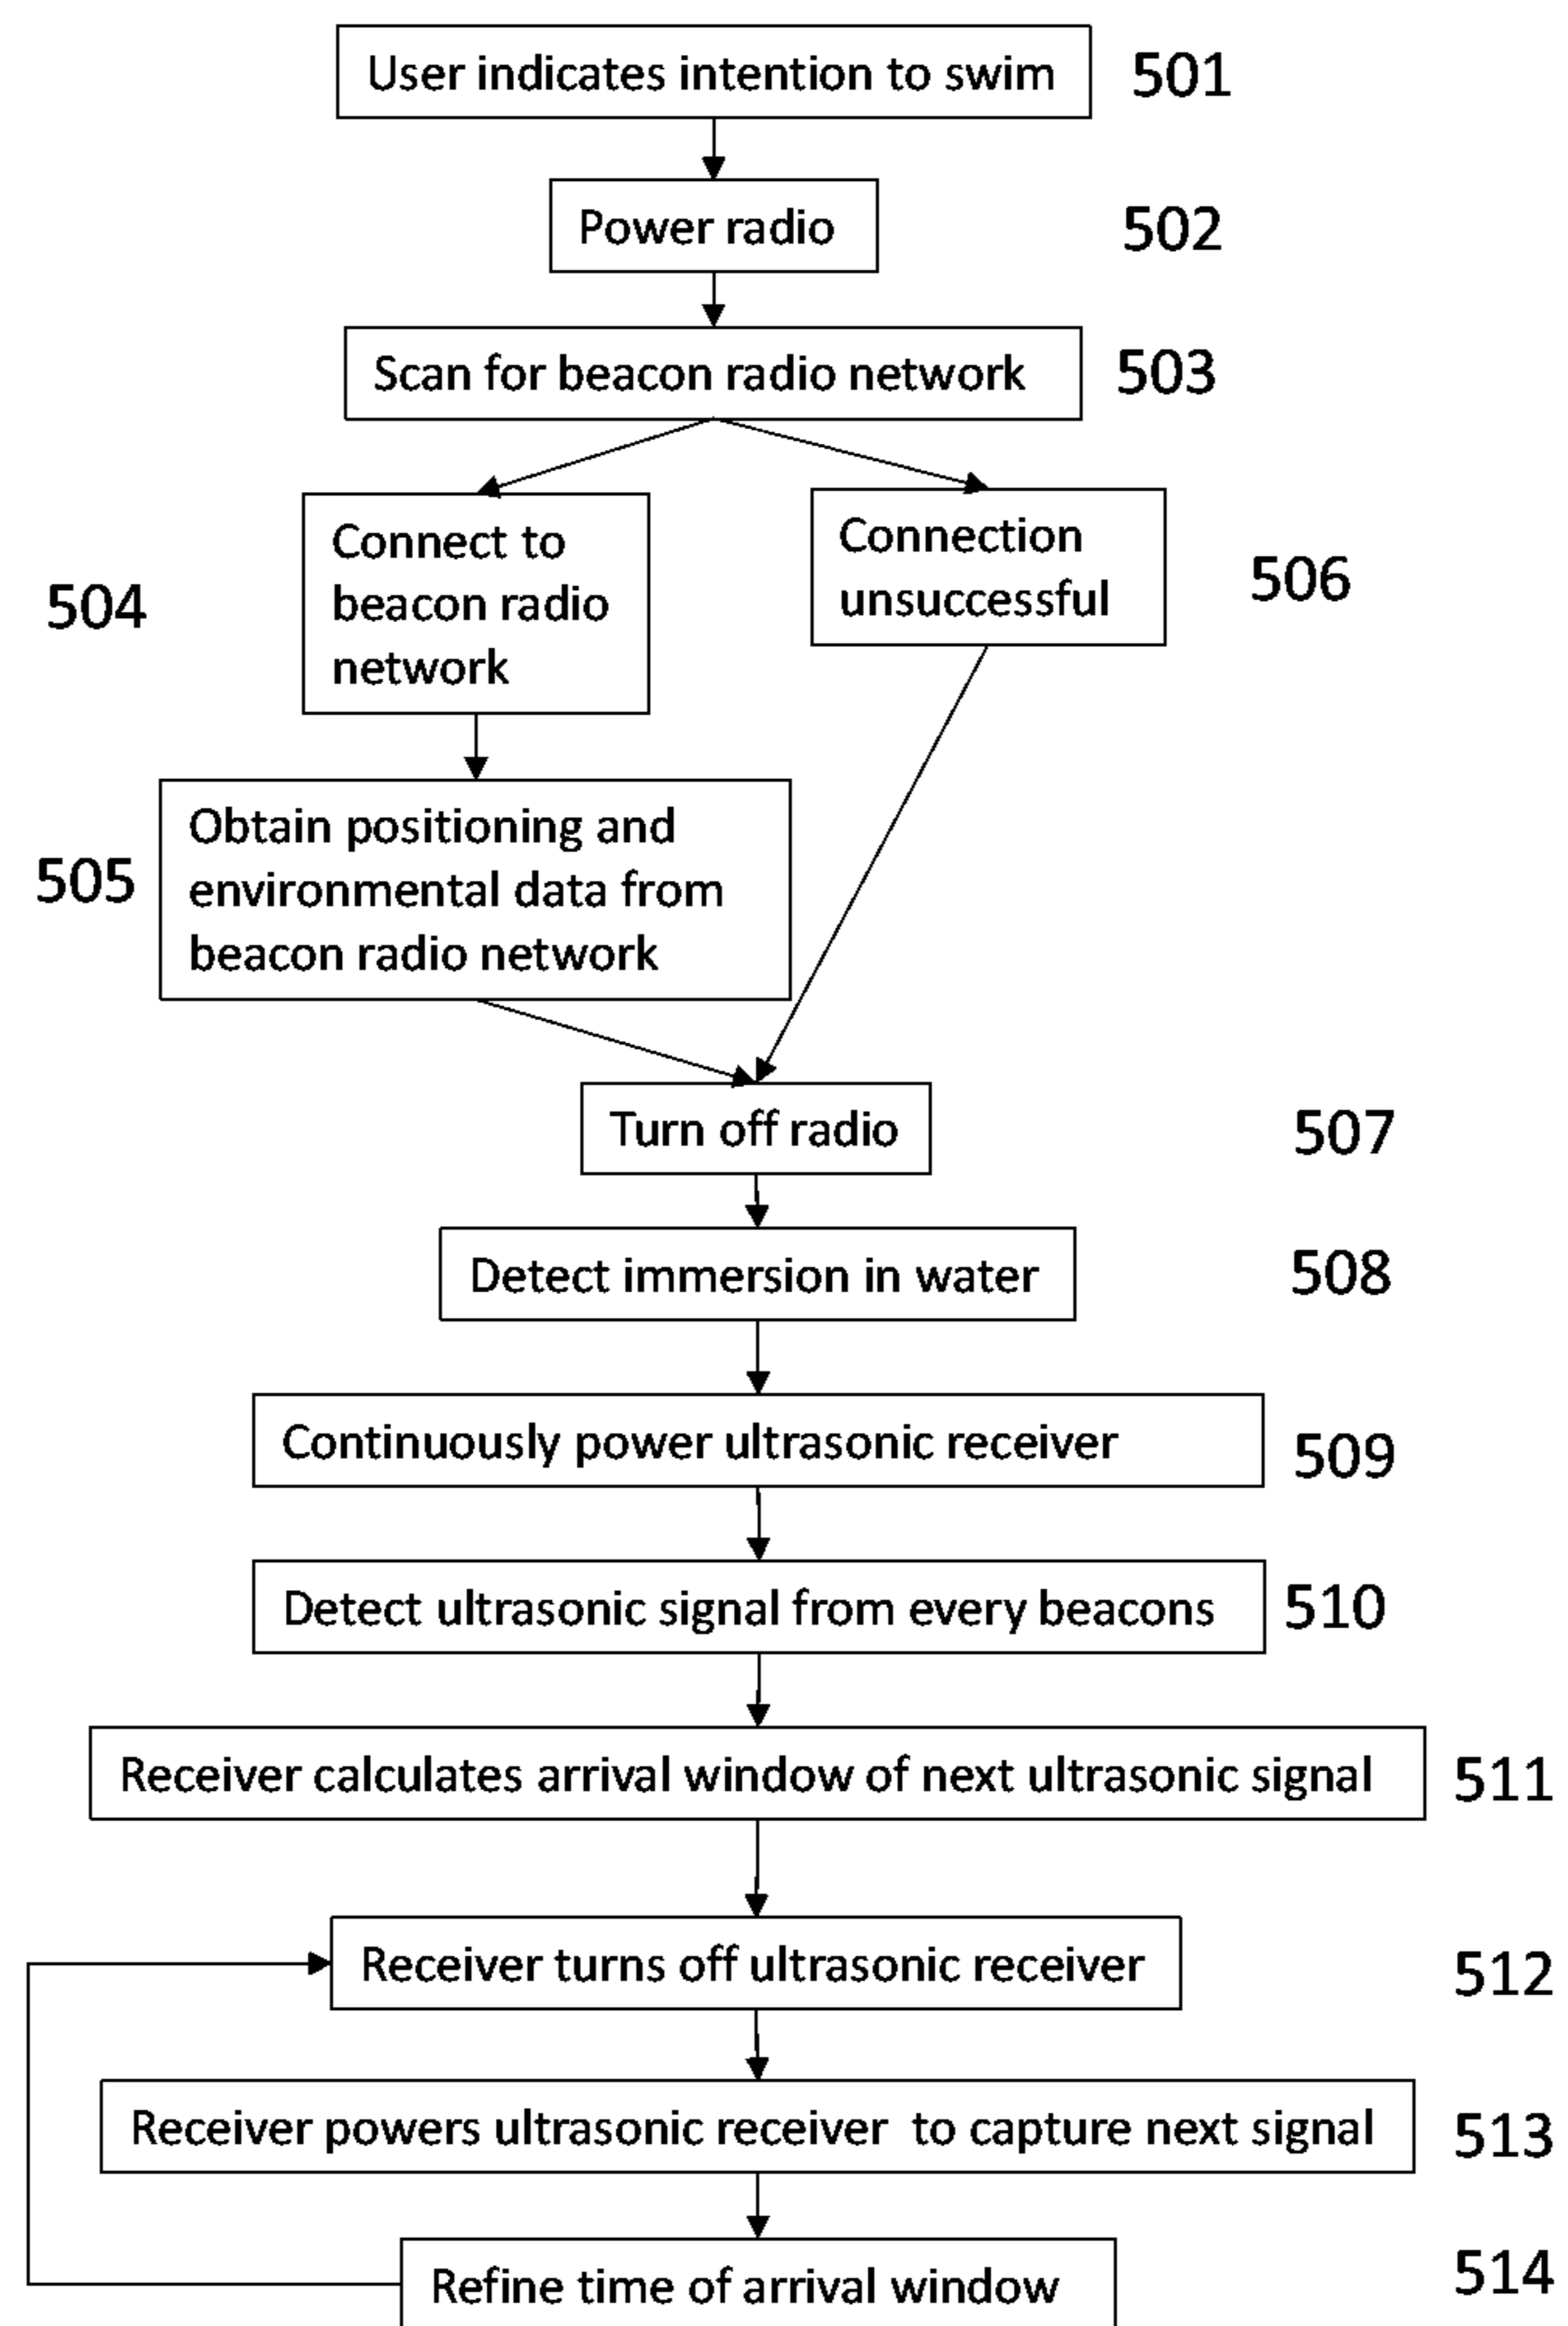 User indicates intention to swim
501
Power radio
502
Scan for beacon radio network
503
504
Connect to
beacon radio
network
Connection
unsuccessful
506
505
Obtain positioning and
environmental data from
beacon radio network
Turn off radio
507
Detect immersion in water
508
Continuously power ultrasonic receiver
509
Detect ultrasonic signal from every beacons
510
Receiver calculates arrival window of next ultrasonic signal
511
Receiver turns off ultrasonic receiver
512
Receiver powers ultrasonic receiver to capture next signal
513
Refine time of arrival window
514